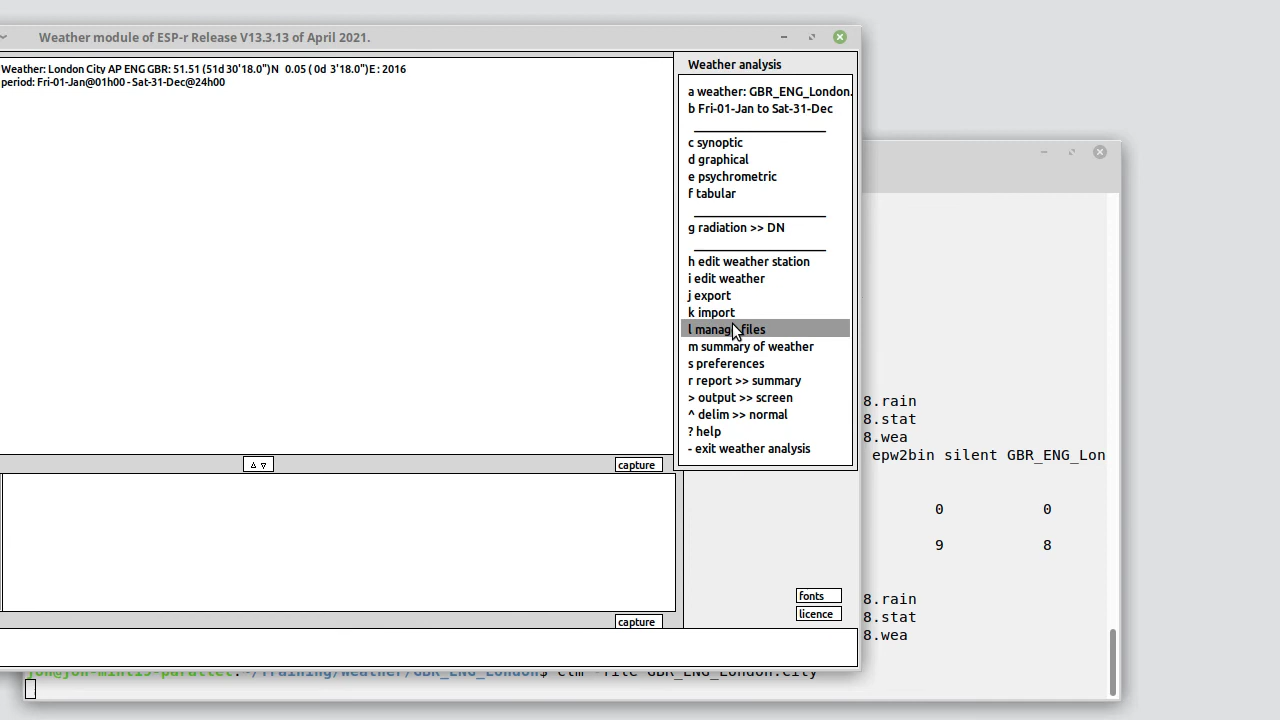 Weather module of ESP-r Release V13.3.13 of April 2021.
Weather: London City AP ENG GBR: 51.51 (51d 30'18.0")N 0.05 ( 0d 3'18.0")E : 2016
period: Fri-01-Jan@01h00 - Sat-31-Dec@24h00
Weather analysis
a weather: GBR_ENG_London.
b Fri-01-Jan to Sat-31-Dec
c synoptic
d graphical
e psychrometric
f tabular
g radiation >> DN
h edit weather station
i edit weather
j export
k import
l manage files
m summary of weather
s preferences
r report >> summary
> output >> screen
^ delim >> normal
? help
- exit weather analysis
capture
fonts
licence
capture
8.rain
8.stat
8.wea
epw2bin silent GBR_ENG_Lon
0 0
9 8
8.rain
8.stat
8.wea